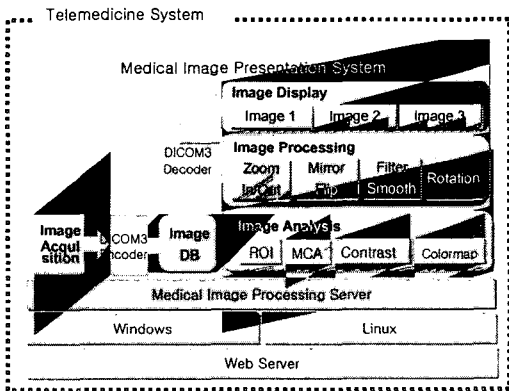 Telemedicine System
Medical Image Presentation System
Image Display
Image 1
Image 2
Image 3
DICOM3
Decoder
Image Processing
Zoom
In/Out
Mirror
Flip
Filter
Smooth
Rotation
Image
Acqui
sition
DICOM3
Encoder
Image
DB
Image Analysis
ROI
MCA
Contrast
Colormap
Medical Image Processing Server
Windows
Linux
Web Server